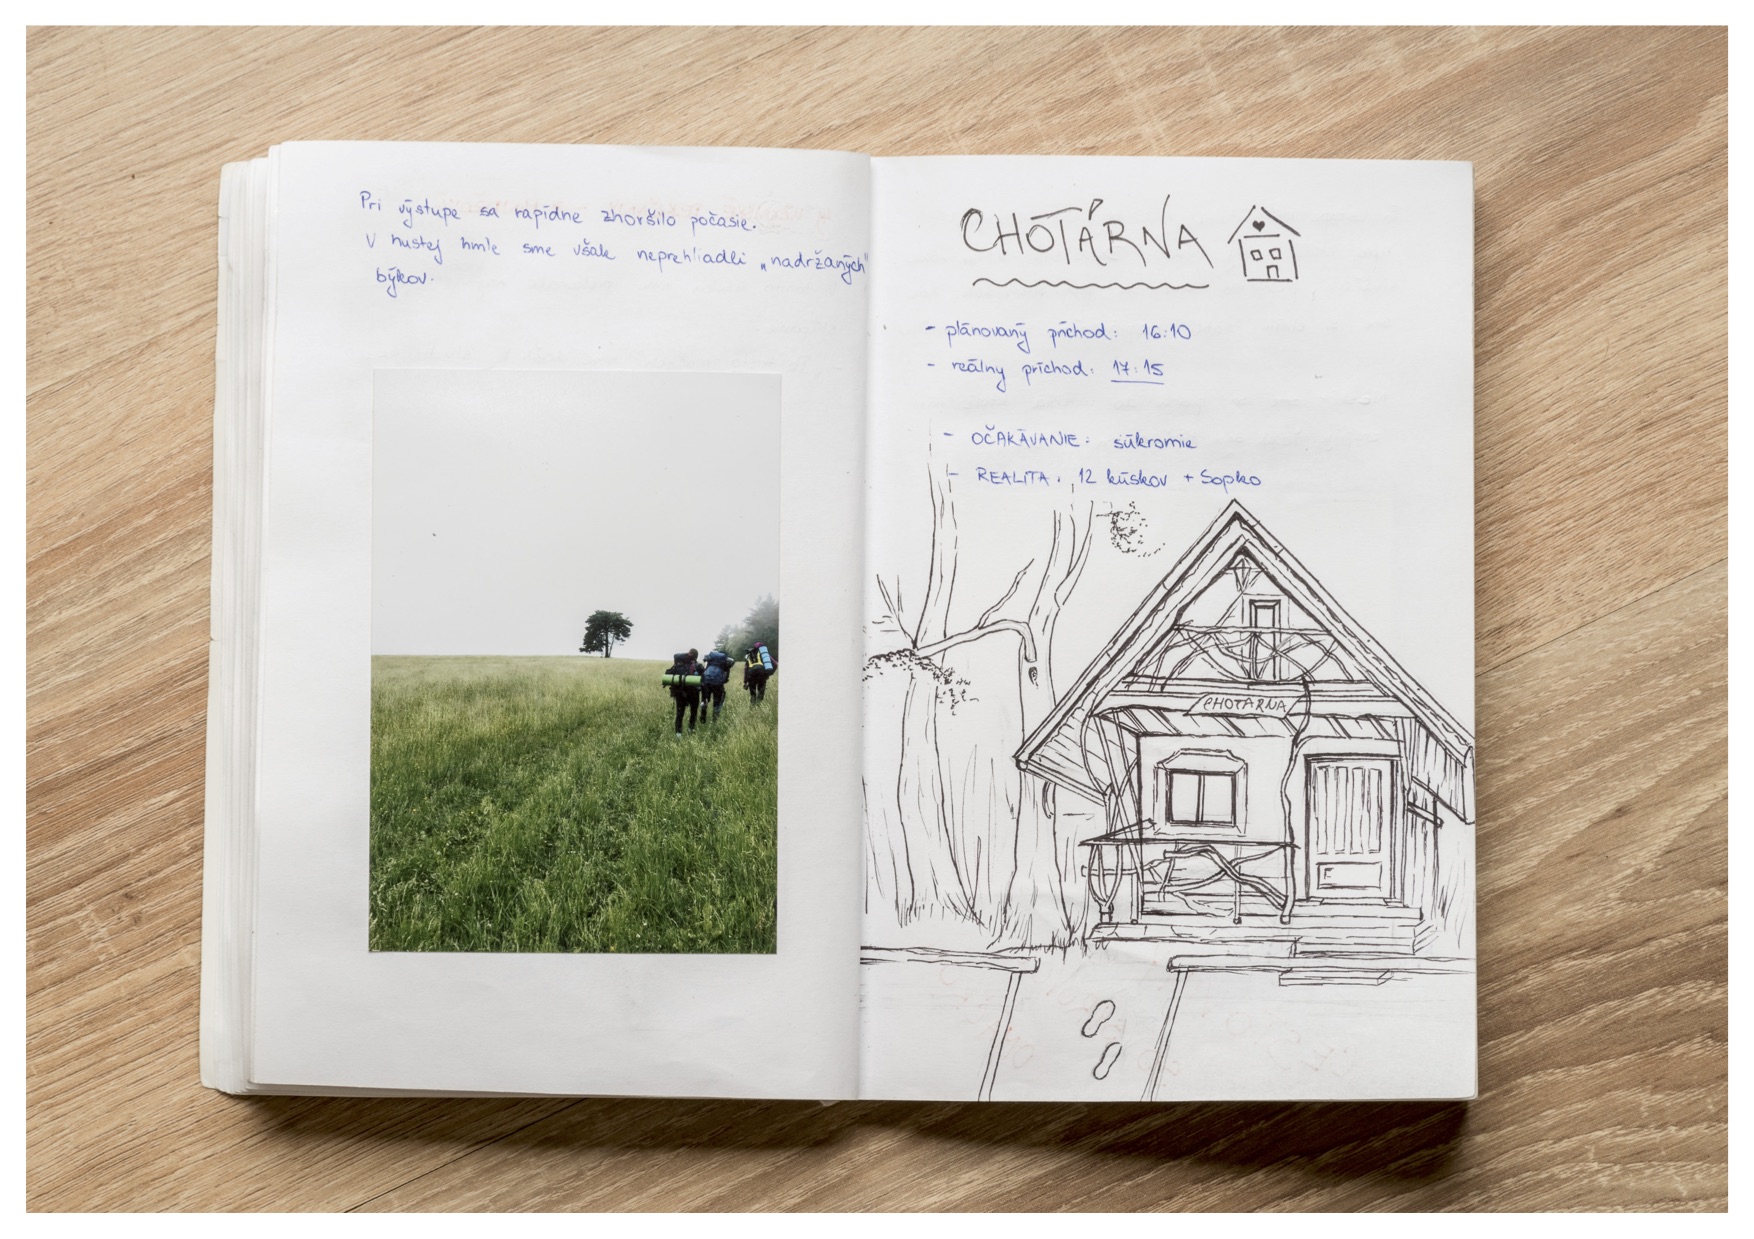 Pri výstupe sa rapídne zhoršilo počasie.
V hustej hmle sme však neprehliadli „nadržaných"
býkov.
CHOTÁRNA
- plánovaný príchod: 16:10
- reálny príchod: 17:15
- OČAKÁVANIE: súkromie
- REALITA: 12 kúskov + Sopko
CHOTÁRNA